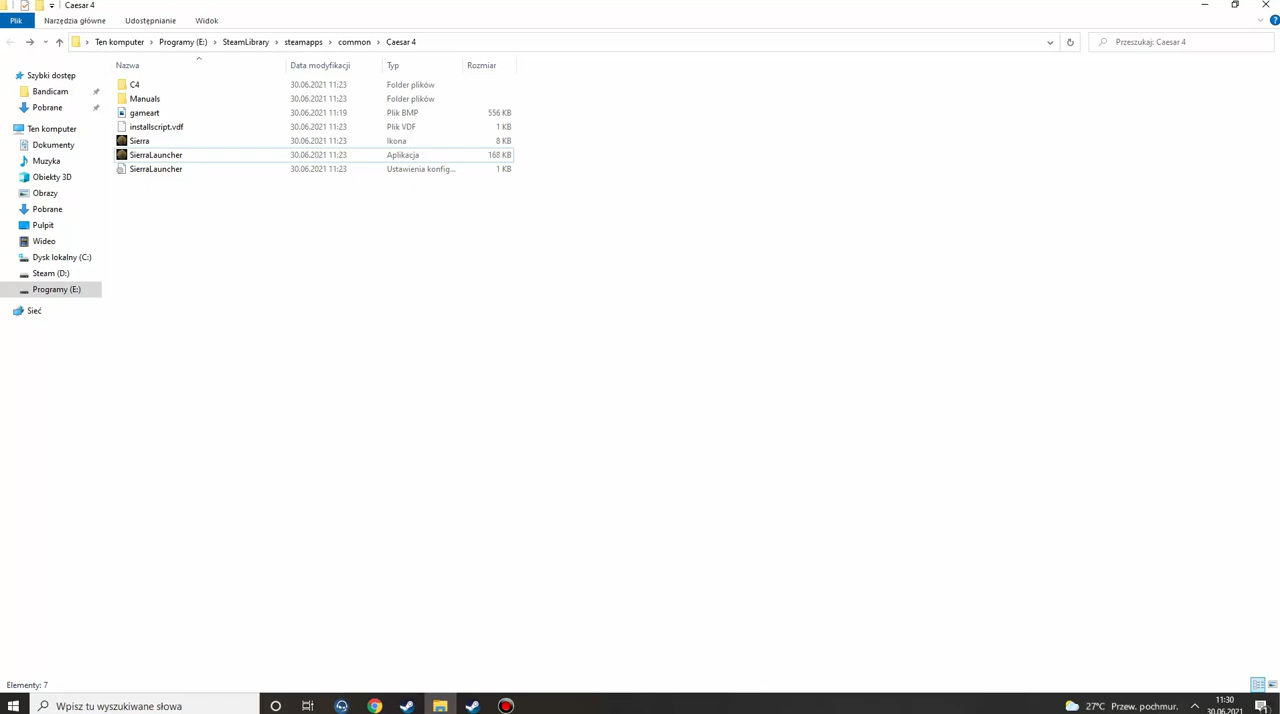 Caesar 4
Plik Narzędzia główne Udostępnianie Widok
Ten komputer Programy (E:) SteamLibrary steamapps common Caesar 4 Przeszukaj: Caesar 4
Nazwa Data modyfikacji Typ Rozmiar
C4 30.06.2021 11:23 Folder plików
Manuals 30.06.2021 11:23 Folder plików
gameart 30.06.2021 11:19 Plik BMP 556 KB
installscript.vdf 30.06.2021 11:23 Plik VDF 1 KB
Sierra 30.06.2021 11:23 Ikona 8 KB
SierraLauncher 30.06.2021 11:23 Aplikacja 168 KB
SierraLauncher 30.06.2021 11:23 Ustawienia konfig... 1 KB
Szybki dostęp
Bandicam
Pobrane
Ten komputer
Dokumenty
Muzyka
Obiekty 3D
Obrazy
Pobrane
Pulpit
Wideo
Dysk lokalny (C:)
Steam (D:)
Programy (E:)
Sieć
Elementy: 7
Wpisz tu wyszukiwane słowa
27°C Przew. pochmur.
11:30
30.06.2021
1